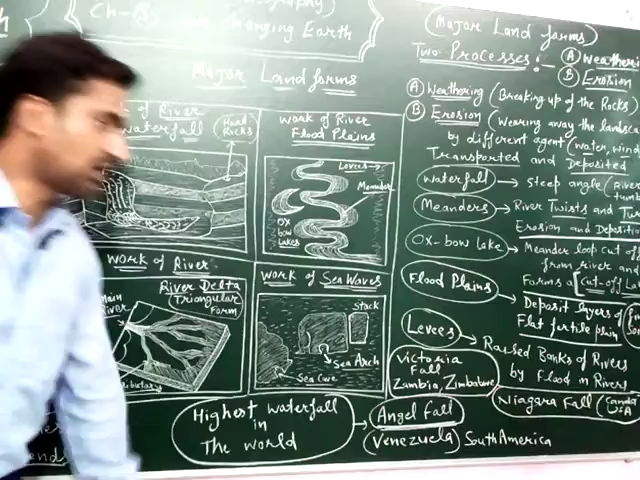 Ch-3
Changing Earth
Major Land forms
of River
waterfall
Hard
Rocks
work of River
Flood Plains
Levees
Meander
Ox
bow
Lakes
work of River
River Delta
(Triangular
Form)
Main
River
work of Sea Waves
Stack
Sea Arch
Sea Cave
Highest waterfall
in
The world
Angel Fall
(Venezuela) South America
(Major Land forms)
Two Processes :-
(A) Weathering
(B) Erosion
(A) Weathering (Breaking up of the Rocks)
(B) Erosion (wearing away the landsca
by different agent (water, wind
Transported and Deposited
Waterfall → steep angle (River
Meanders → River Twists and Tu
Erosion and Deposition
Ox-bow lake → Meander loop cut off
from river and
Forms a [Cut-off La
Flood Plains → Deposit layers of
Flat fertile plain
Levees → Raised Banks of Rivers
by Flood in Rivers
Victoria
Fall
Zambia, Zimbabwe
Niagara Fall